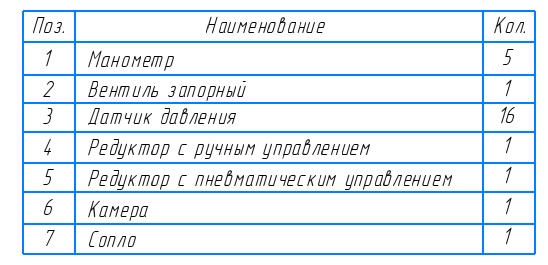 Поз. Наименование Кол.
1 Манометр 5
2 Вентиль запорный 1
3 Датчик давления 16
4 Редуктор с ручным управлением 1
5 Редуктор с пневматическим управлением 1
6 Камера 1
7 Сопло 1